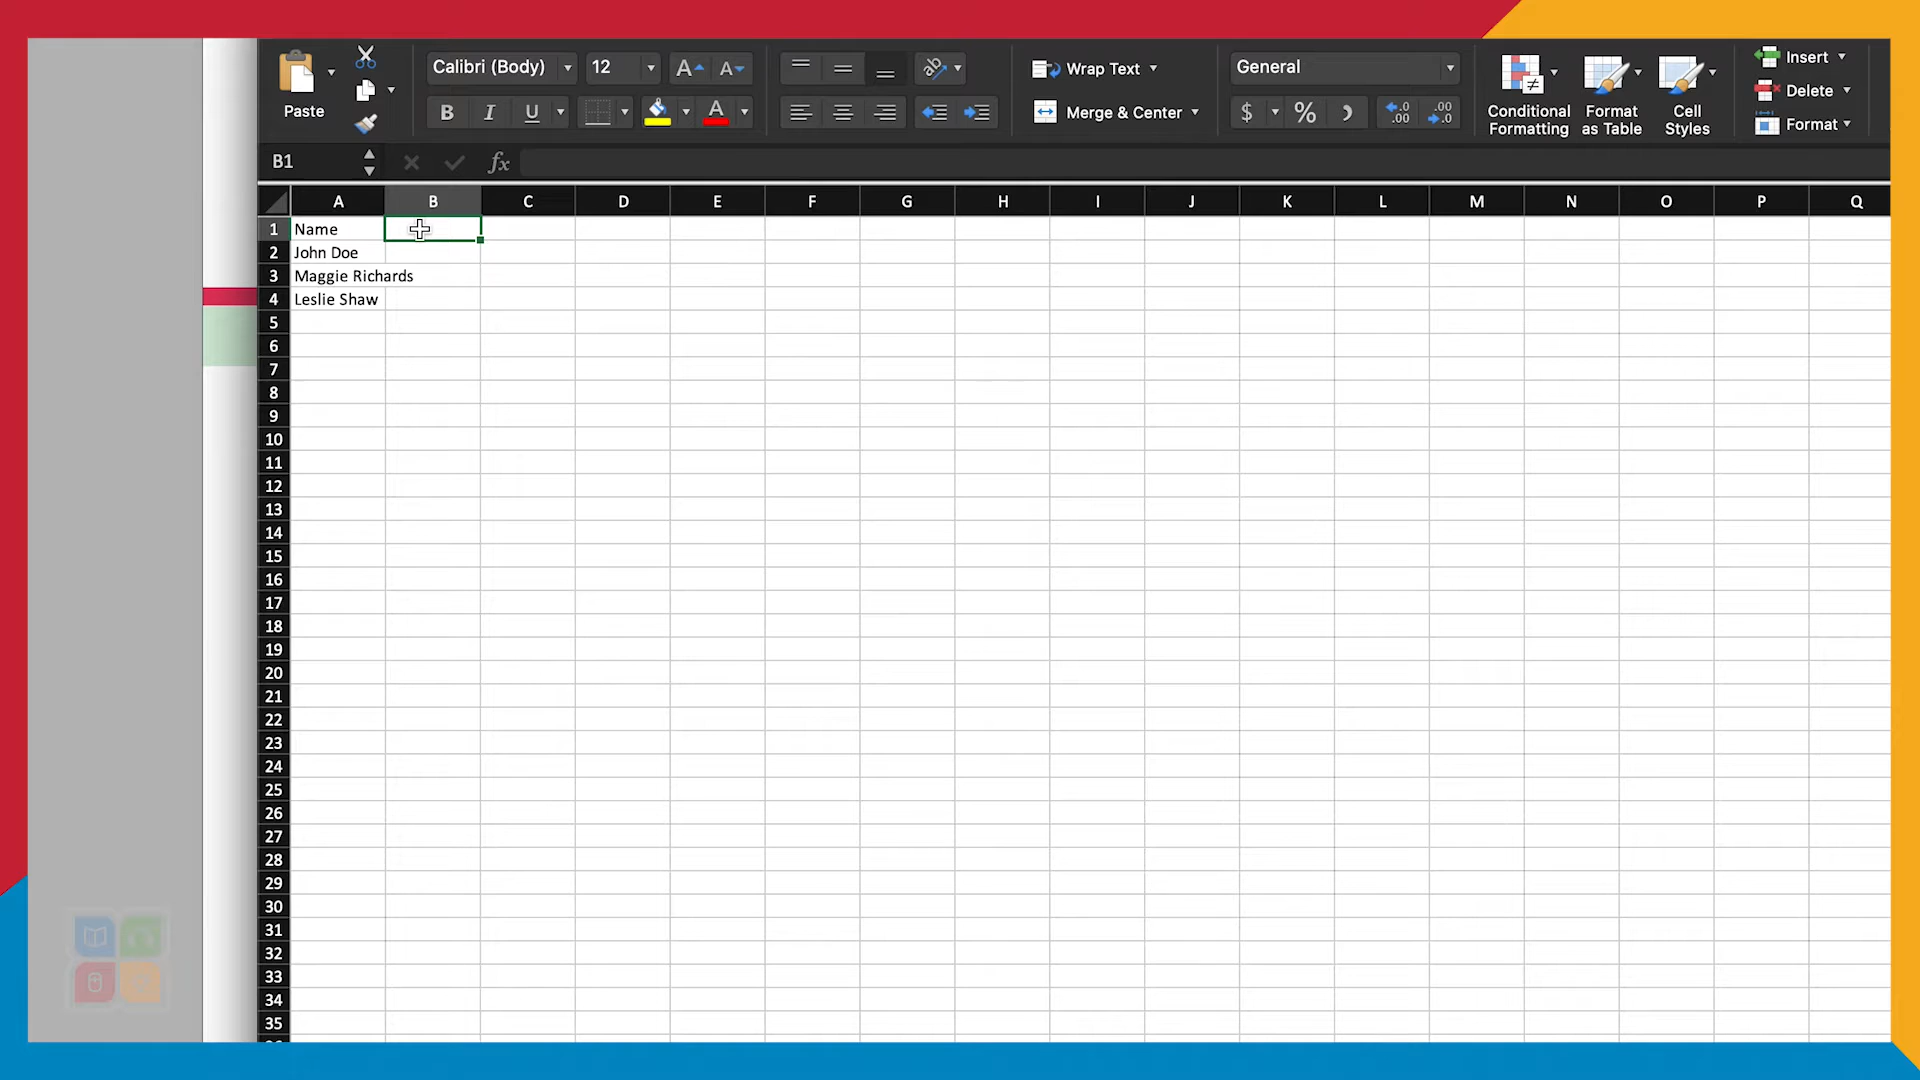 Paste
Calibri (Body) 12 A A
Wrap Text
General
B I U A
Merge & Center
$ %
Conditional Formatting
Format as Table
Cell Styles
Insert
Delete
Format
B1 fx
A B C D E F G H I J K L M N O P Q
1 Name
2 John Doe
3 Maggie Richards
4 Leslie Shaw
5
6
7
8
9
10
11
12
13
14
15
16
17
18
19
20
21
22
23
24
25
26
27
28
29
30
31
32
33
34
35